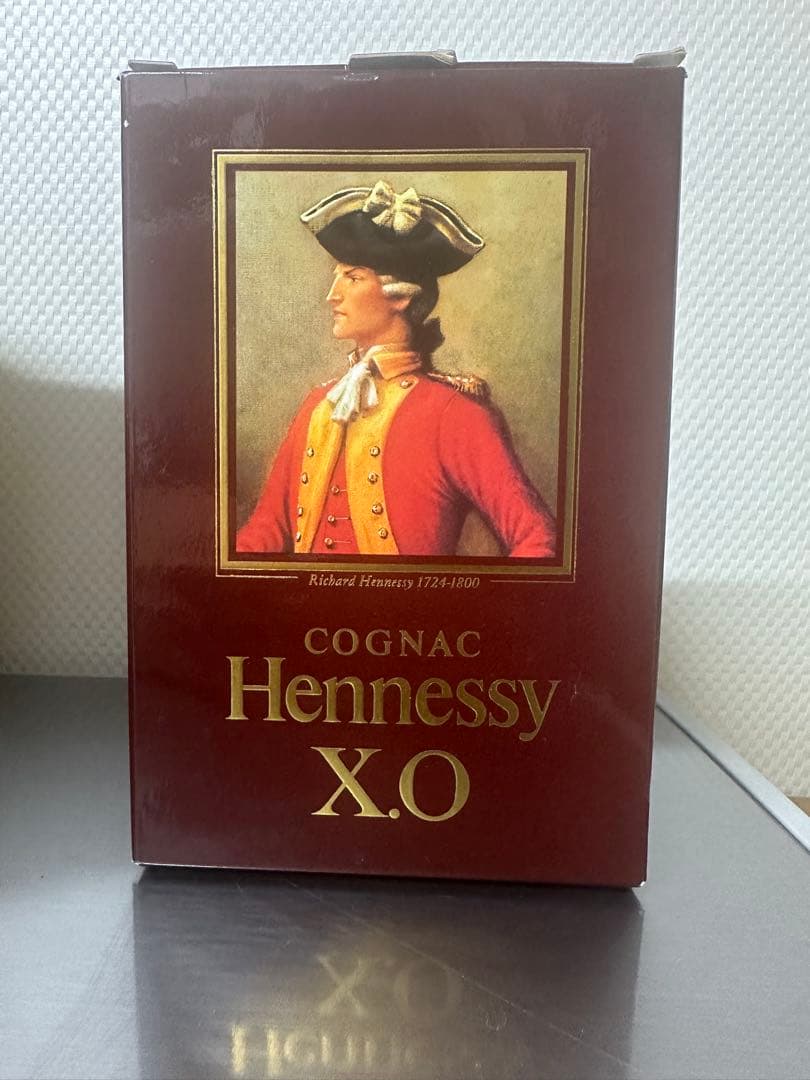 Richard Hennessy 1724-1800
COGNAC
Hennessy
X.O